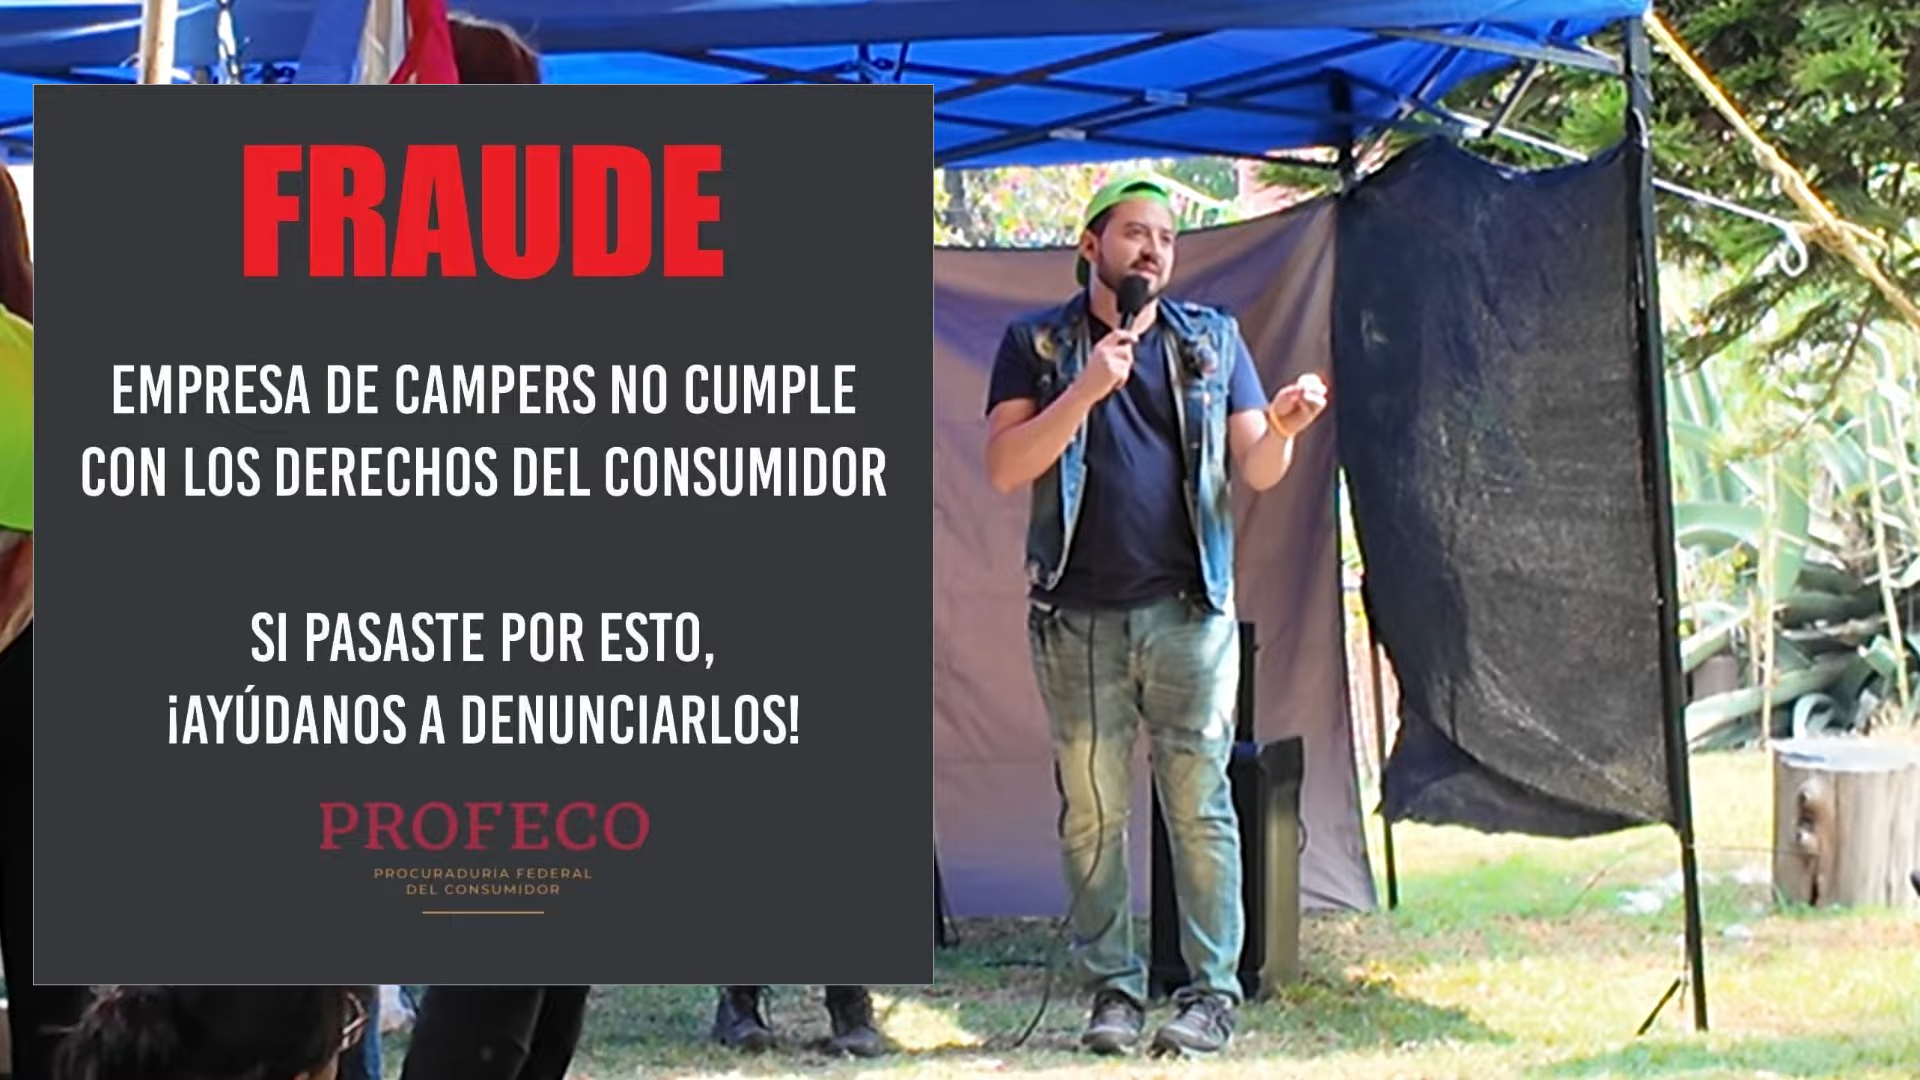 FRAUDE
EMPRESA DE CAMPERS NO CUMPLE
CON LOS DERECHOS DEL CONSUMIDOR
SI PASASTE POR ESTO,
¡AYÚDANOS A DENUNCIARLOS!
PROFECO
PROCURADURÍA FEDERAL
DEL CONSUMIDOR